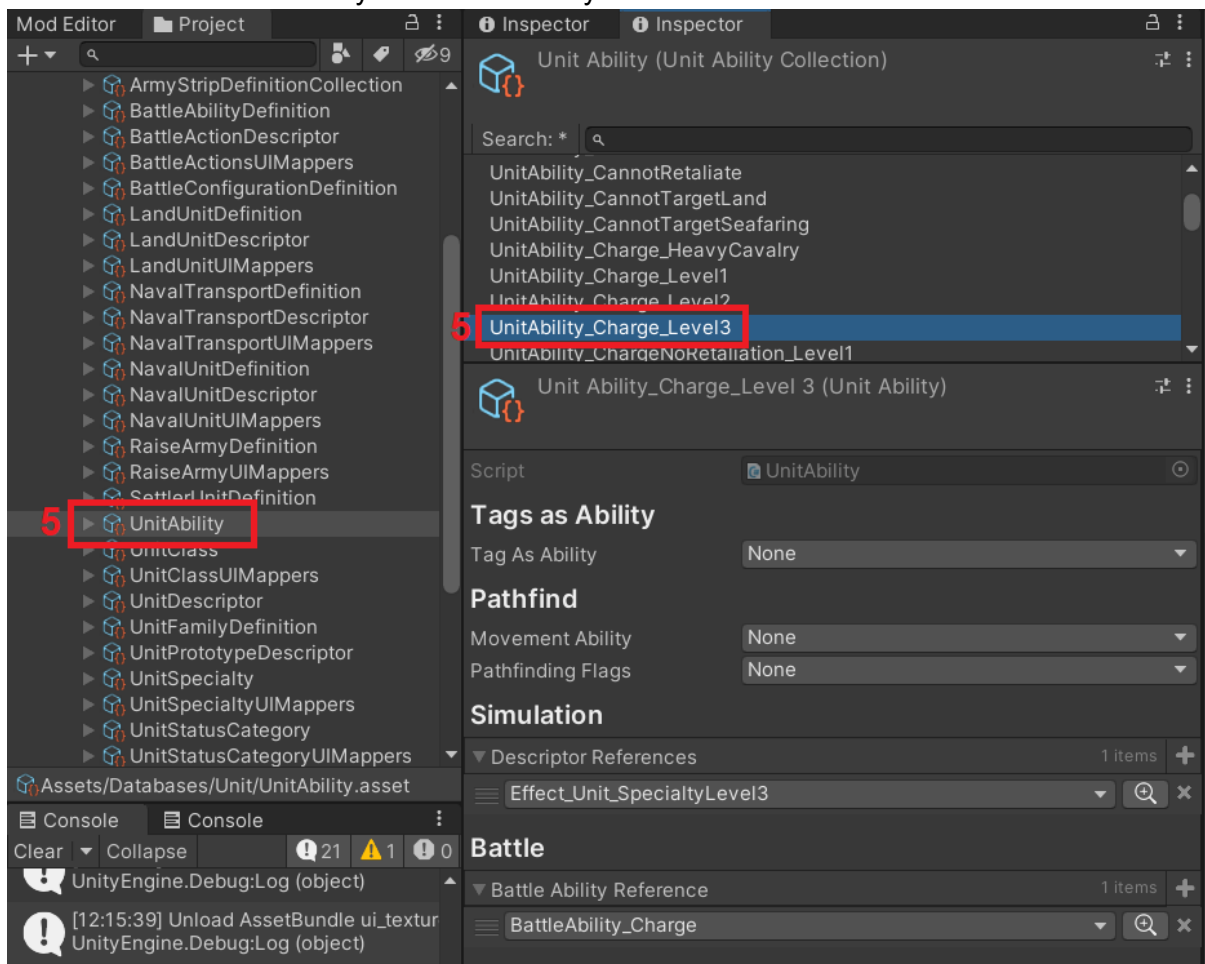 Mod Editor
Project
9
ArmyStripDefinitionCollection
BattleAbilityDefinition
BattleActionDescriptor
BattleActionsUIMappers
BattleConfigurationDefinition
LandUnitDefinition
LandUnitDescriptor
LandUnitUIMappers
NavalTransportDefinition
NavalTransportDescriptor
NavalTransportUIMappers
NavalUnitDefinition
NavalUnitDescriptor
NavalUnitUIMappers
RaiseArmyDefinition
RaiseArmyUIMappers
SettlerUnitDefinition
5 UnitAbility
UnitClass
UnitClassUIMappers
UnitDescriptor
UnitFamilyDefinition
UnitPrototypeDescriptor
UnitSpecialty
UnitSpecialtyUIMappers
UnitStatusCategory
UnitStatusCategoryUIMappers
Assets/Databases/Unit/UnitAbility.asset
Console Console
Clear Collapse 21 1 0
UnityEngine.Debug:Log (object)
[12:15:39] Unload AssetBundle ui_textur
UnityEngine.Debug:Log (object)
Inspector Inspector
Unit Ability (Unit Ability Collection)
Search: *
UnitAbility_CannotRetaliate
UnitAbility_CannotTargetLand
UnitAbility_CannotTargetSeafaring
UnitAbility_Charge_HeavyCavalry
UnitAbility_Charge_Level1
UnitAbility_Charge_Level2
5 UnitAbility_Charge_Level3
UnitAbility_ChargeNoRetaliation_Level1
Unit Ability_Charge_Level 3 (Unit Ability)
Script UnitAbility
Tags as Ability
Tag As Ability None
Pathfind
Movement Ability None
Pathfinding Flags None
Simulation
Descriptor References 1 items
Effect_Unit_SpecialtyLevel3
Battle
Battle Ability Reference 1 items
BattleAbility_Charge